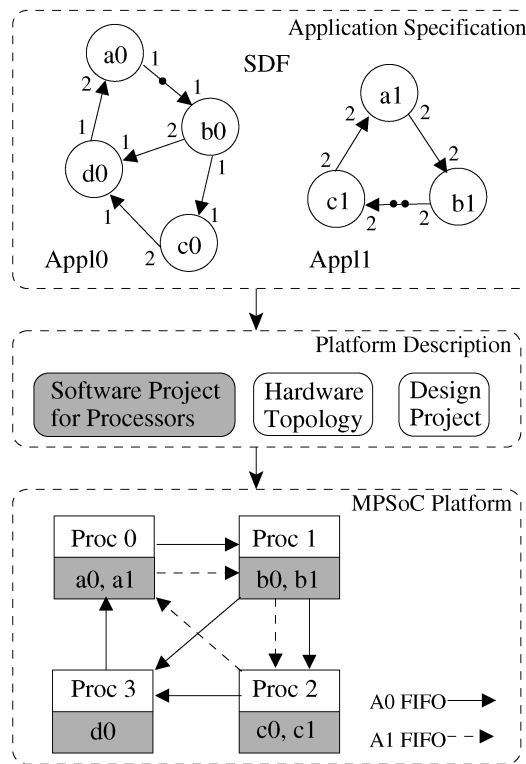 Application Specification
SDF
a0
1
2
1
1
2
1
b0
1
d0
1
1
2
c0
Appl0
a1
2
2
2
2
c1
b1
2
2
Appl1
Platform Description
Software Project
for Processors
Hardware
Topology
Design
Project
MPSoC Platform
Proc 0
a0, a1
Proc 1
b0, b1
Proc 3
d0
Proc 2
c0, c1
A0 FIFO
A1 FIFO